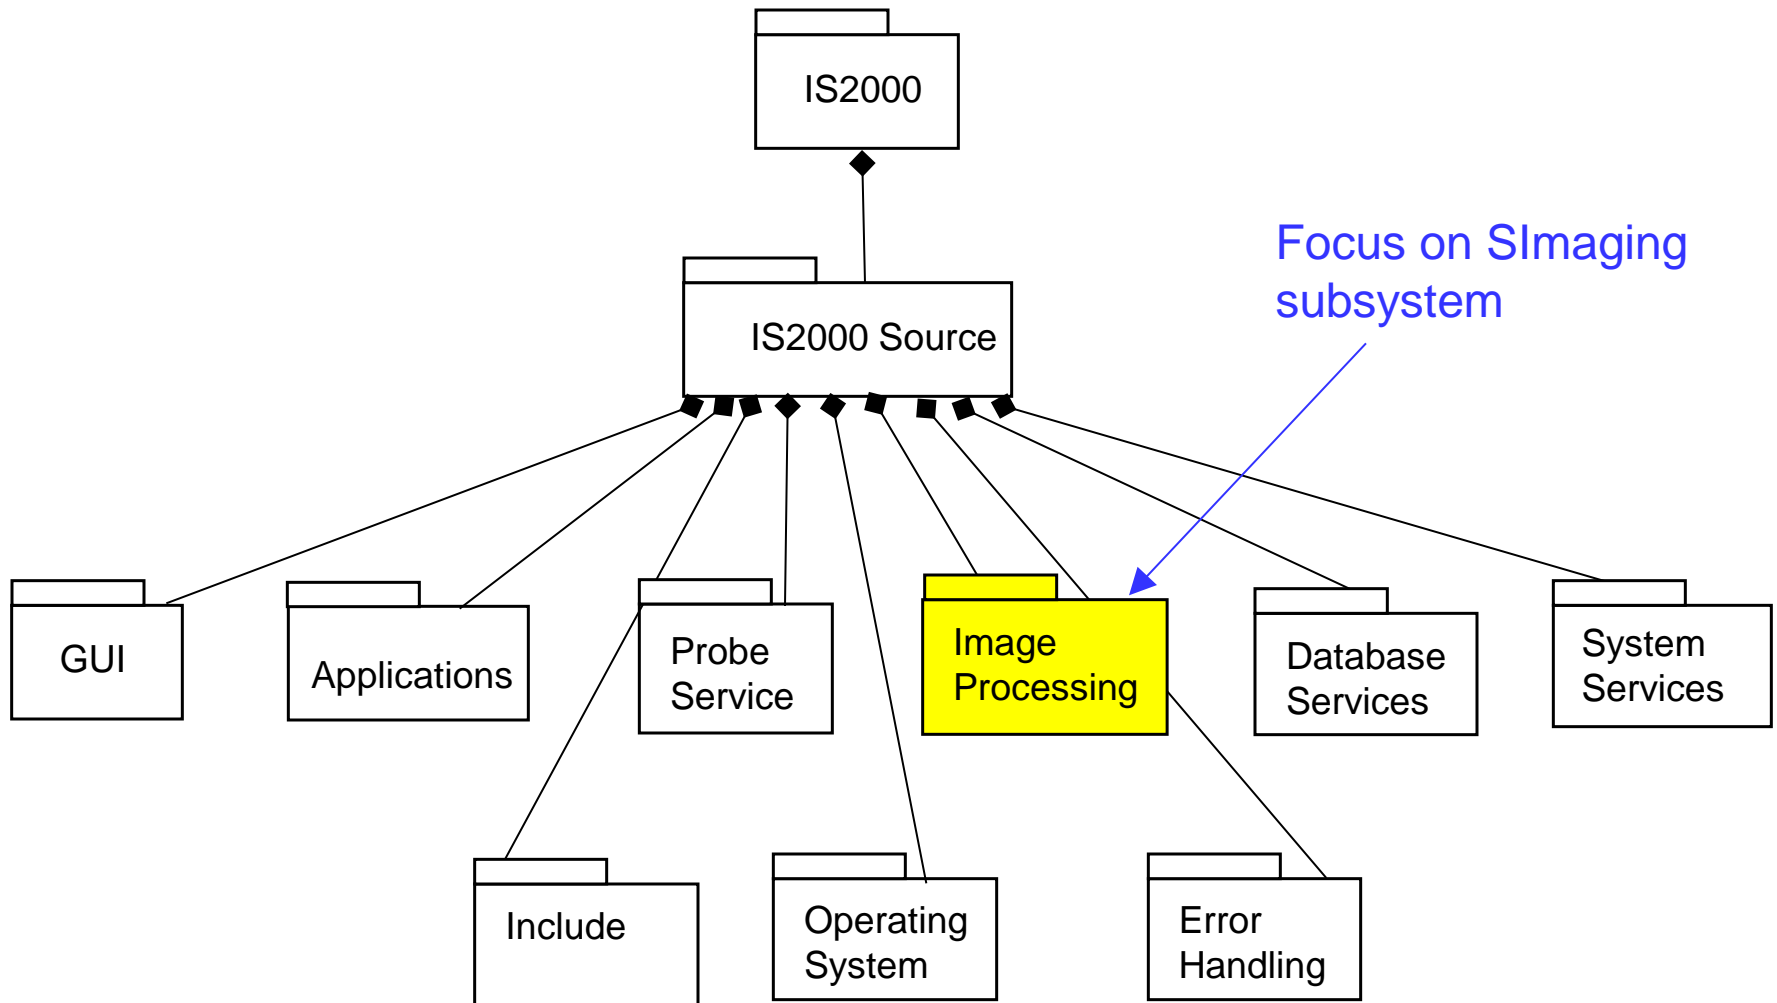 IS2000
Focus on SImaging
subsystem
IS2000 Source
GUI
Applications
Probe
Service
Image
Processing
Database
Services
System
Services
Include
Operating
System
Error
Handling